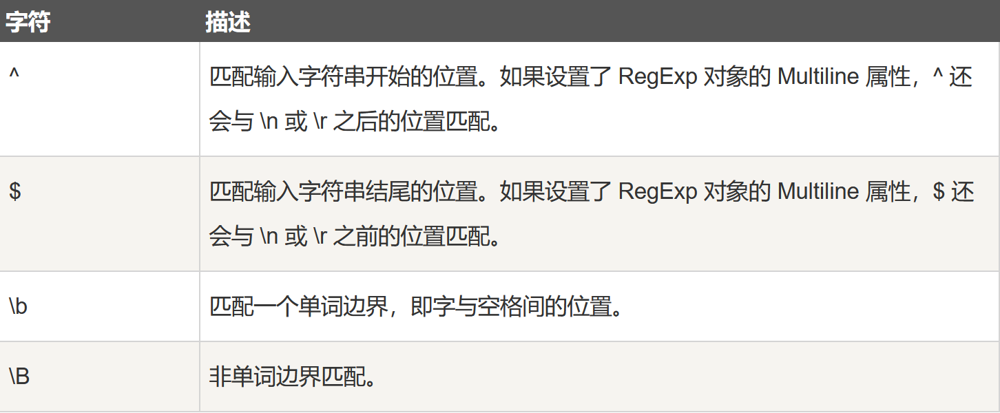 字符 描述
^ 匹配输入字符串开始的位置。如果设置了 RegExp 对象的 Multiline 属性，^ 还
会与 \n 或 \r 之后的位置匹配。
$ 匹配输入字符串结尾的位置。如果设置了 RegExp 对象的 Multiline 属性，$ 还
会与 \n 或 \r 之前的位置匹配。
\b 匹配一个单词边界，即字与空格间的位置。
\B 非单词边界匹配。